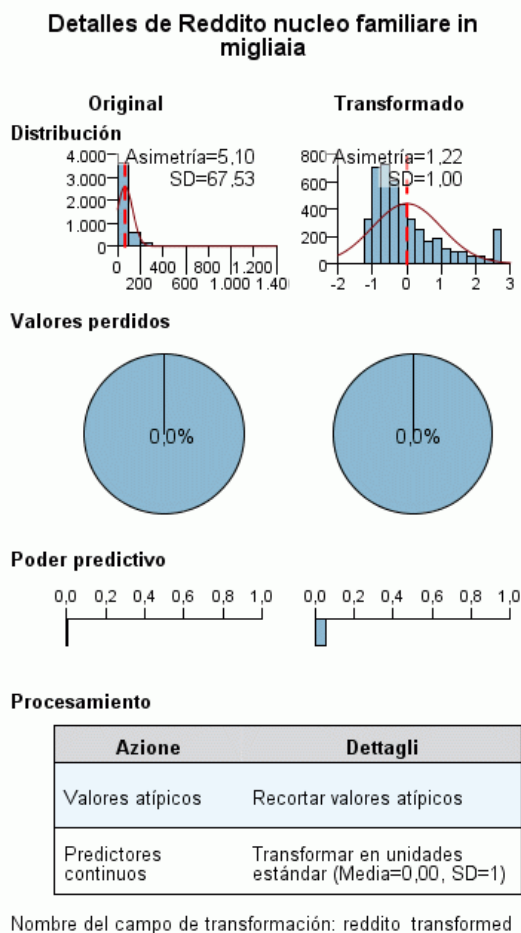 Detalles de Reddito nucleo familiare in
migliaia
Original
Transformado
Distribución
4.000
3.000
2.000
1.000
0
Asimetría=5,10
SD=67,53
0 400 800 1.200
200 600 1.000 1.40
800
600
400
200
0
Asimetría=1,22
SD=1,00
-2 -1 0 1 2 3
Valores perdidos
0,0%
0,0%
Poder predictivo
0,0 0,2 0,4 0,6 0,8 1,0
0,0 0,2 0,4 0,6 0,8 1,0
Procesamiento
Azione Dettagli
Valores atípicos Recortar valores atípicos
Predictores
continuos
Transformar en unidades
estándar (Media=0,00, SD=1)
Nombre del campo de transformación: reddito_transformed